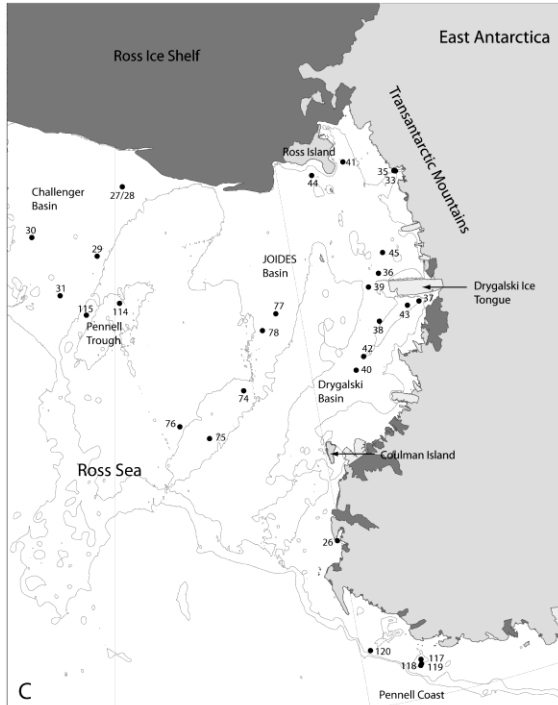 East Antarctica
Ross Ice Shelf
Transantarctic Mountains
Ross Island
41
35
33
44
Challenger
Basin
27/28
30
29
45
JOIDES
Basin
36
39
Drygalski Ice
Tongue
31
37
43
115
114
77
Pennell
Trough
38
78
42
40
74
Drygalski
Basin
76
75
Ross Sea
Coulman Island
26
120
117
118
119
C
Pennell Coast